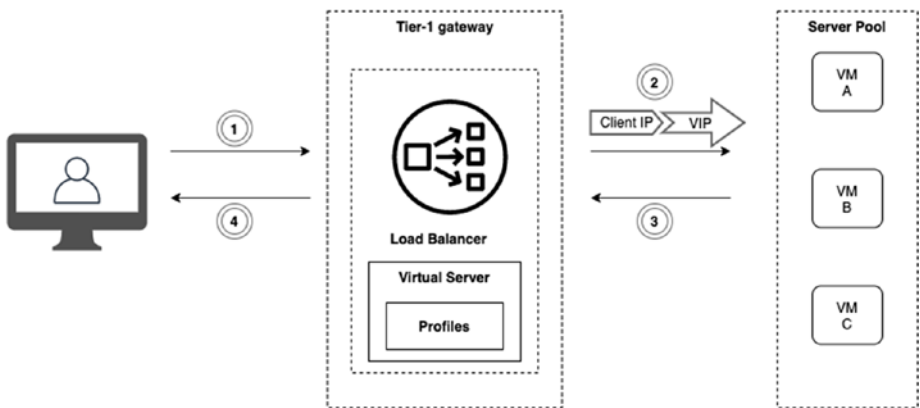 Tier-1 gateway
Server Pool
1
2
Client IP
VIP
VM
A
4
3
Load Balancer
VM
B
Virtual Server
Profiles
VM
C